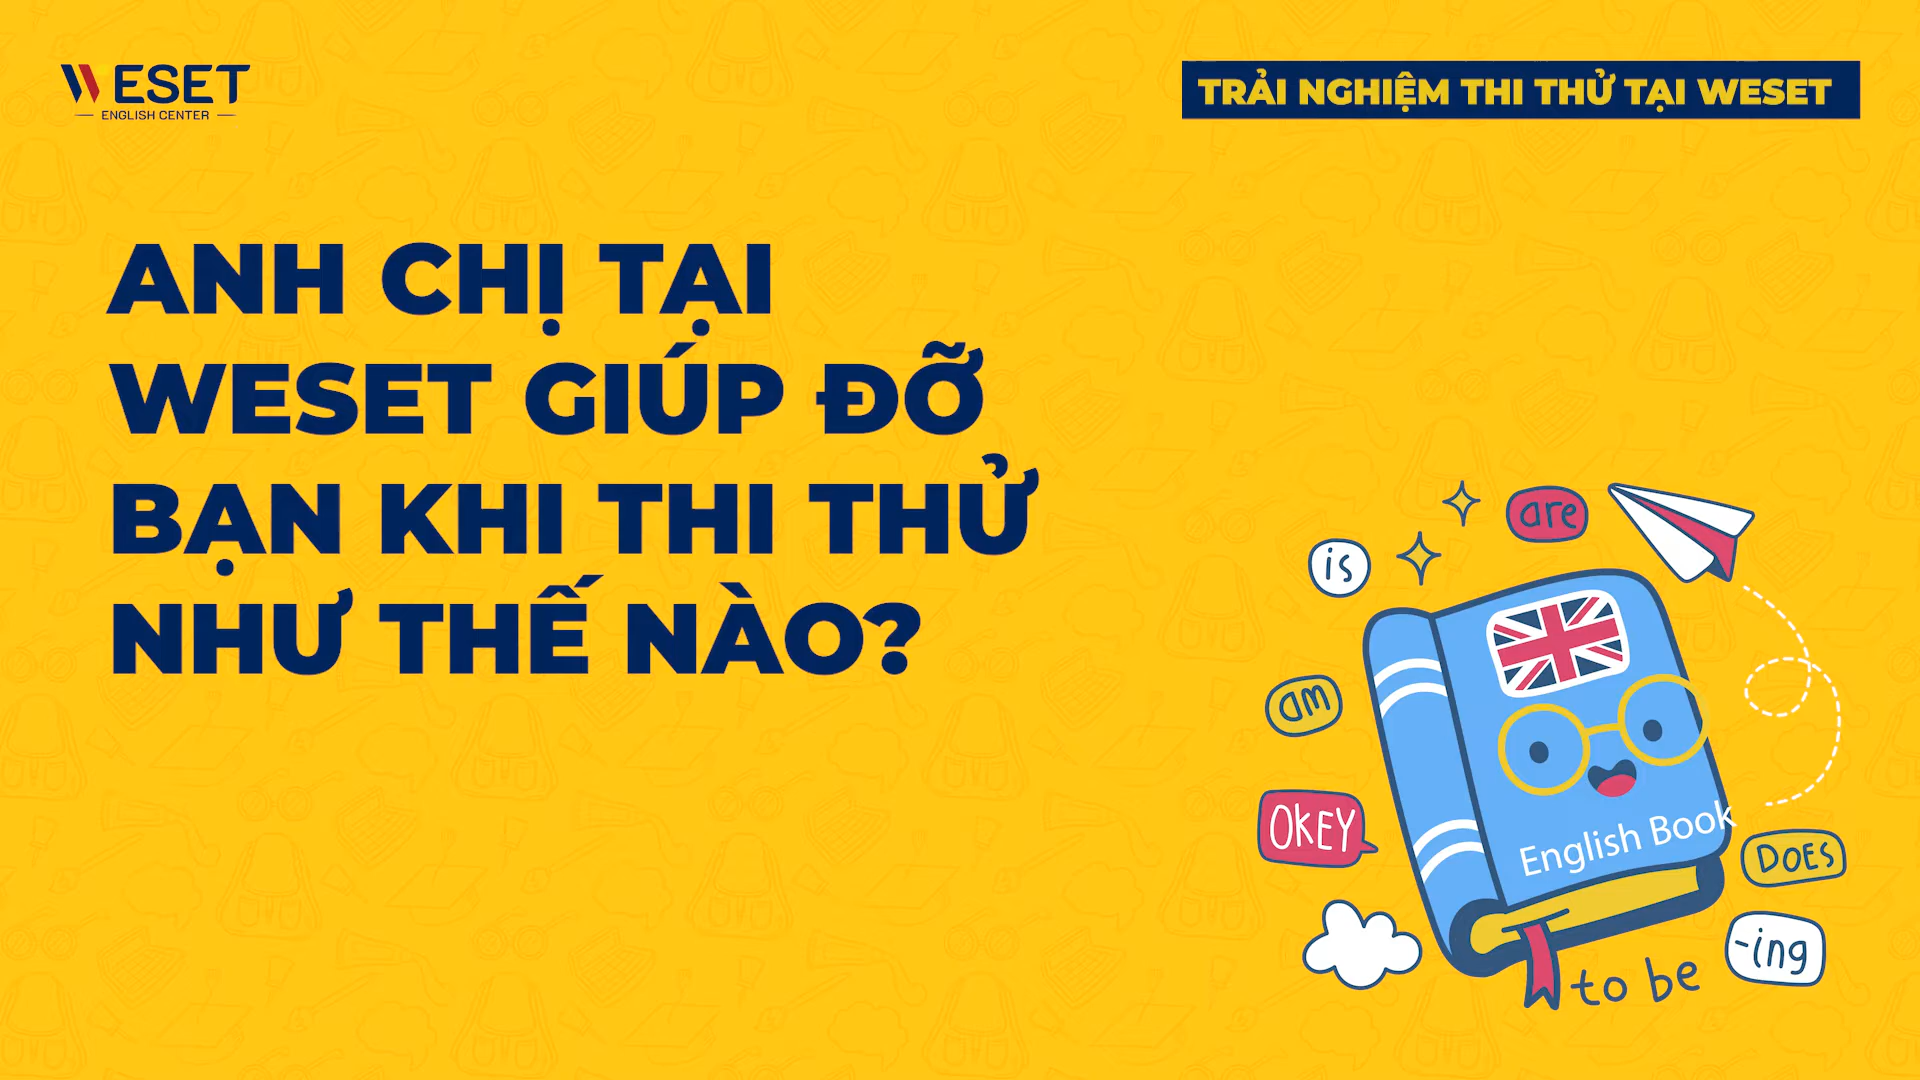 WESET
ENGLISH CENTER
TRẢI NGHIỆM THI THỬ TẠI WESET
ANH CHỊ TẠI
WESET GIÚP ĐỠ
BẠN KHI THI THỬ
NHƯ THẾ NÀO?
are
is
am
OKEY
English Book
DOES
-ing
to be